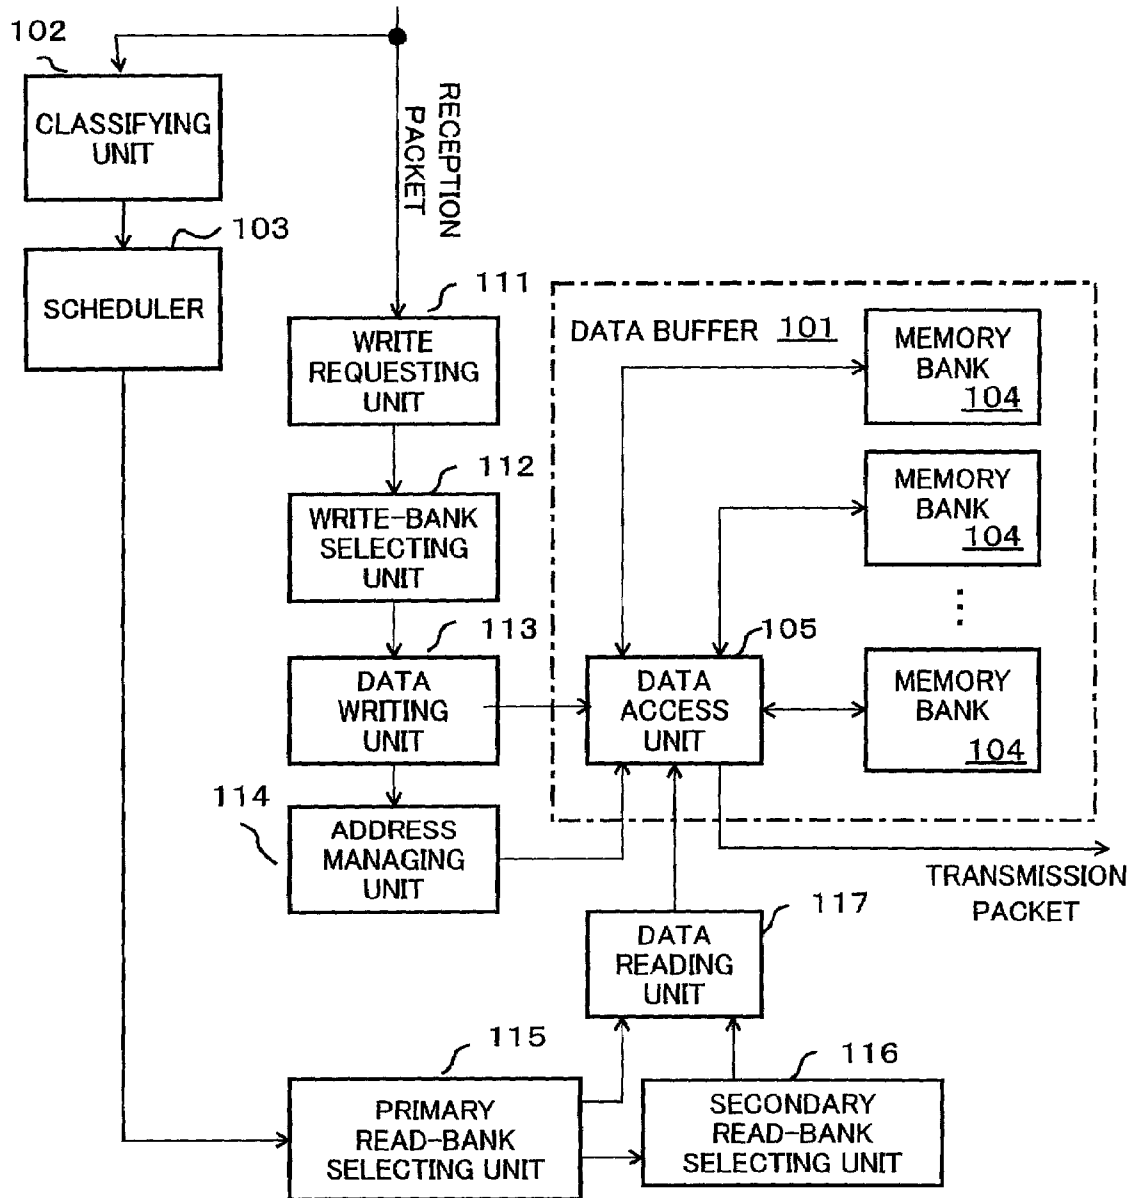 102
CLASSIFYING
UNIT
RECEPTION
PACKET
103
SCHEDULER
111
WRITE
REQUESTING
UNIT
DATA BUFFER 101
MEMORY
BANK
104
112
WRITE-BANK
SELECTING
UNIT
MEMORY
BANK
104
113
DATA
WRITING
UNIT
105
DATA
ACCESS
UNIT
MEMORY
BANK
104
114
ADDRESS
MANAGING
UNIT
TRANSMISSION
PACKET
117
DATA
READING
UNIT
115
PRIMARY
READ-BANK
SELECTING UNIT
116
SECONDARY
READ-BANK
SELECTING UNIT